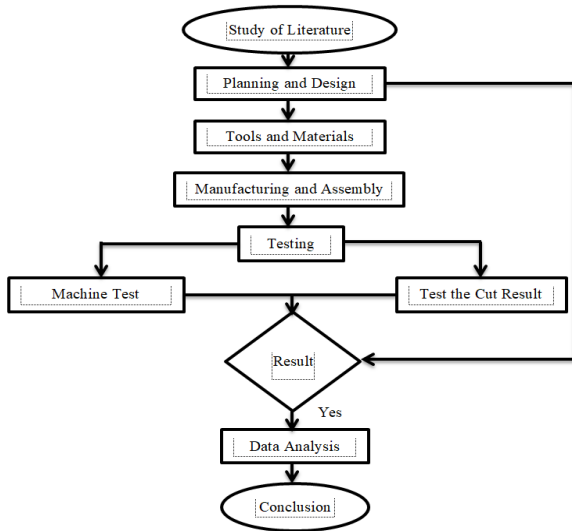 Study of Literature
Planning and Design
Tools and Materials
Manufacturing and Assembly
Testing
Machine Test
Test the Cut Result
Result
Yes
Data Analysis
Conclusion